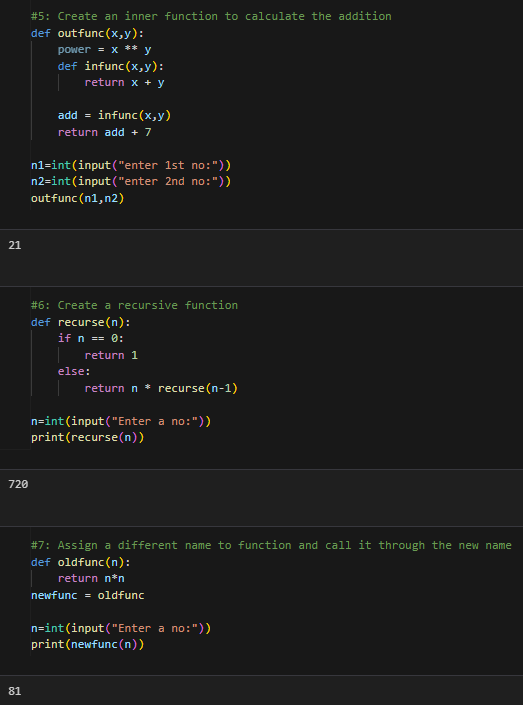 #5: Create an inner function to calculate the addition
def outfunc(x,y):
    power = x ** y
    def infunc(x,y):
        return x + y

    add = infunc(x,y)
    return add + 7

n1=int(input("enter 1st no:"))
n2=int(input("enter 2nd no:"))
outfunc(n1,n2)
21
#6: Create a recursive function
def recurse(n):
    if n == 0:
        return 1
    else:
        return n * recurse(n-1)

n=int(input("Enter a no:"))
print(recurse(n))
720
#7: Assign a different name to function and call it through the new name
def oldfunc(n):
    return n*n
newfunc = oldfunc

n=int(input("Enter a no:"))
print(newfunc(n))
81